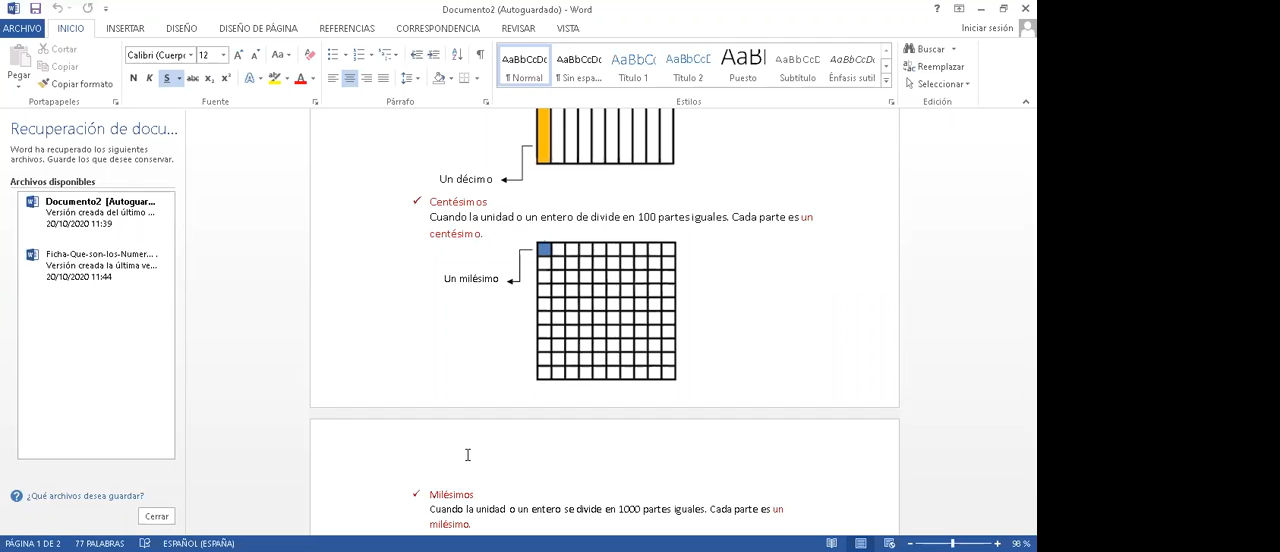 Documento2 (Autoguardado) - Word
ARCHIVO INICIO INSERTAR DISEÑO DISEÑO DE PÁGINA REFERENCIAS CORRESPONDENCIA REVISAR VISTA Iniciar sesión
Pegar
Cortar
Copiar
Copiar formato
Portapapeles
Calibri (Cuerp 12
N K S abc x₂ x²
Fuente
Párrafo
AaBbCcDc AaBbCcDc AaBbCc AaBbCcD AaBI AaBbCcD AaBbCcDc
¶ Normal ¶ Sin espa... Título 1 Título 2 Puesto Subtítulo Énfasis sutil
Estilos
Buscar
Reemplazar
Seleccionar
Edición
Recuperación de docu...
Word ha recuperado los siguientes
archivos. Guarde los que desee conservar.
Archivos disponibles
Documento2 [Autoguar...
Versión creada del último ...
20/10/2020 11:39
Ficha-Que-son-los-Numer... .
Versión creada la última ve...
20/10/2020 11:44
¿Qué archivos desea guardar?
Cerrar
Un décimo
✓ Centésimos
Cuando la unidad o un entero de divide en 100 partes iguales. Cada parte es un
centésimo.
Un milésimo
✓ Milésimos
Cuando la unidad o un entero se divide en 1000 partes iguales. Cada parte es un
milésimo.
PÁGINA 1 DE 2 77 PALABRAS ESPAÑOL (ESPAÑA) 98 %